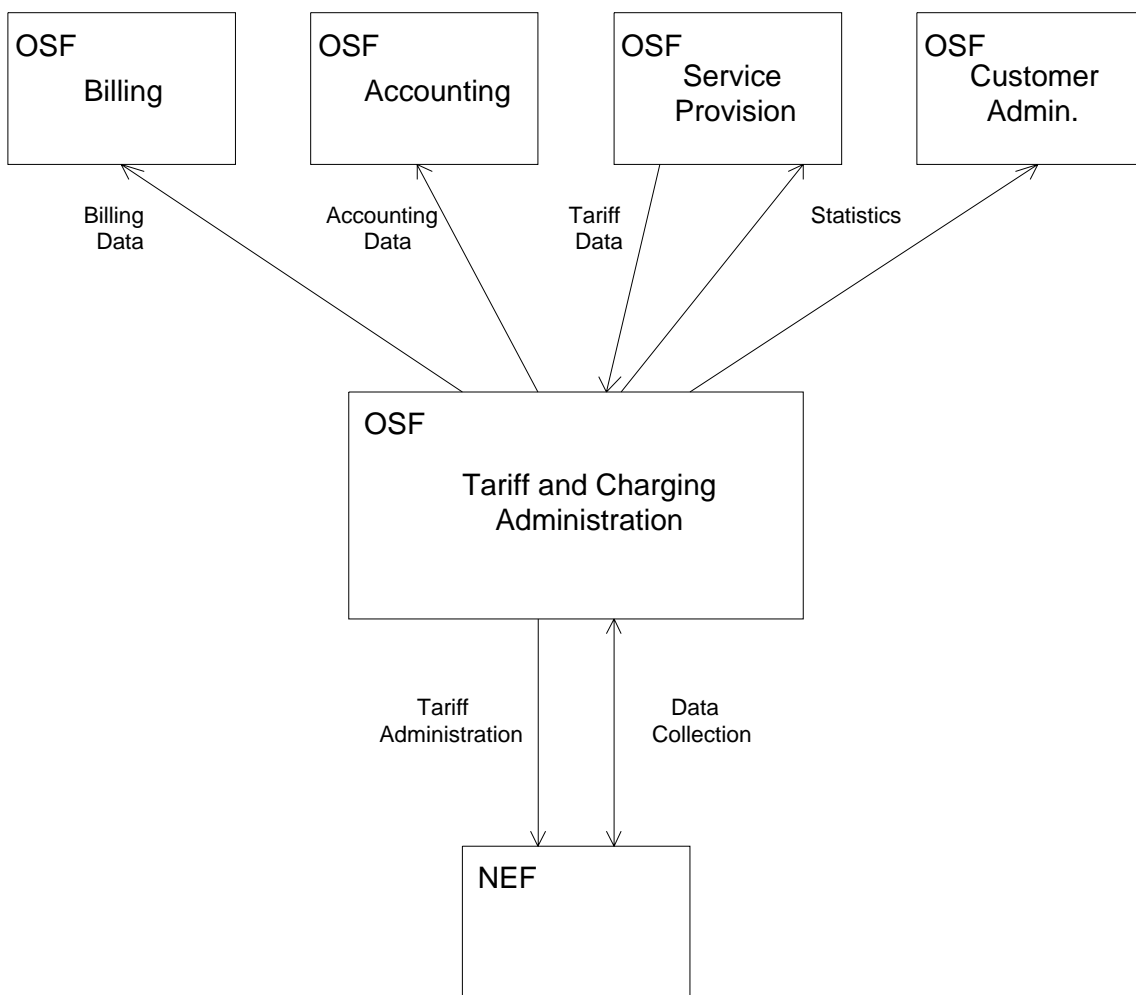 OSF
Billing
OSF
Accounting
OSF
Service
Provision
OSF
Customer
Admin.
Billing
Data
Accounting
Data
Tariff
Data
Statistics
OSF
Tariff and Charging
Administration
Tariff
Administration
Data
Collection
NEF